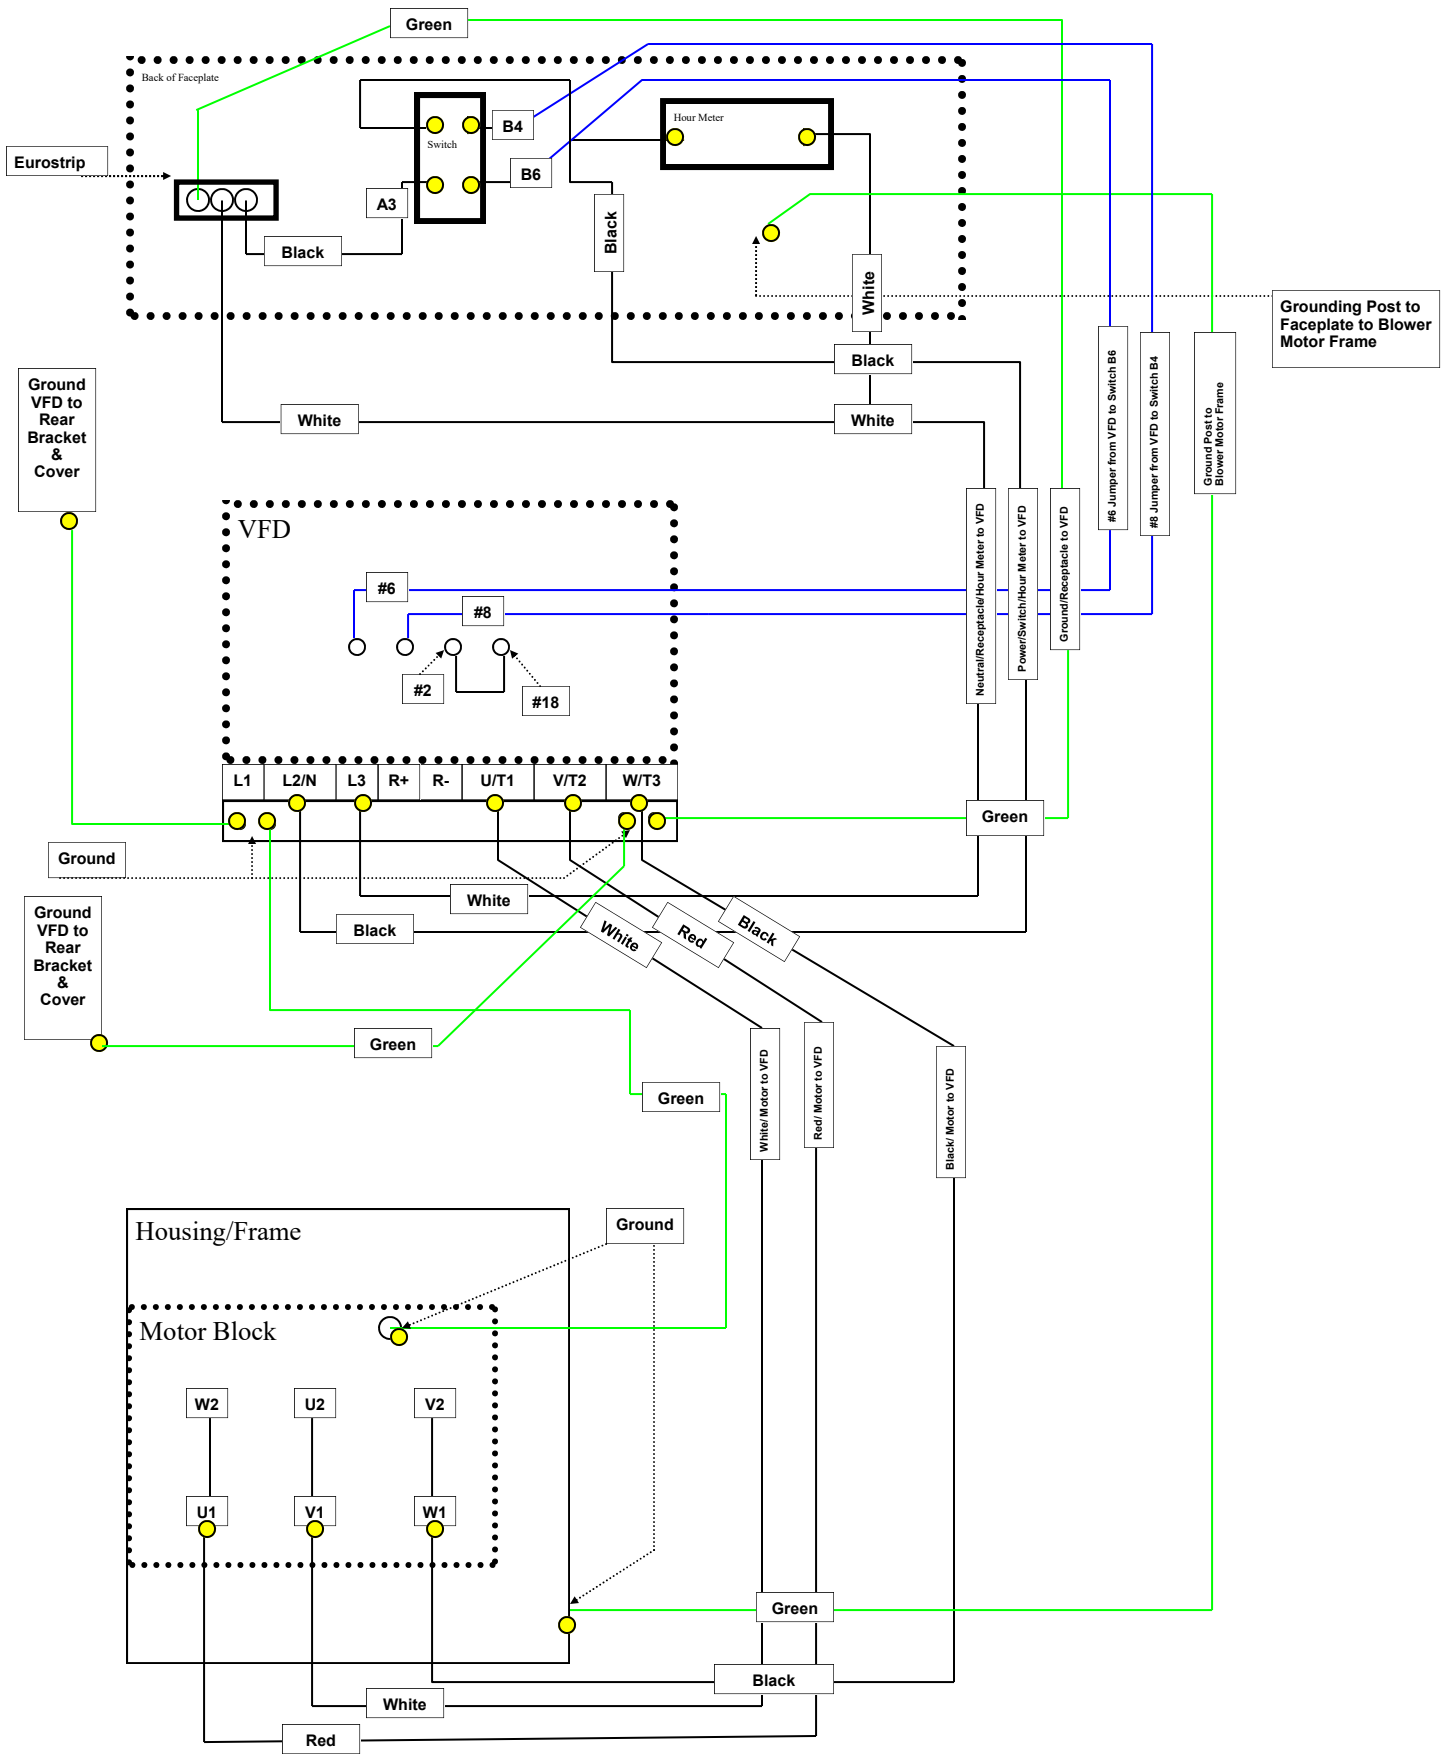 Green
Back of Faceplate
Switch
B4
Hour Meter
B6
Eurostrip
A3
Black
Black
White
Grounding Post to
Faceplate to Blower
Motor Frame
Black
White
White
Ground
VFD to
Rear
Bracket
&
Cover
#6 Jumper from VFD to Switch B6
#8 Jumper from VFD to Switch B4
Ground Post to
Blower Motor Frame
Neutral/Receptacle/Hour Meter to VFD
Power/Switch/Hour Meter to VFD
Ground/Receptacle to VFD
VFD
#6
#8
#2
#18
L1
L2/N
L3
R+
R-
U/T1
V/T2
W/T3
Green
Ground
White
Black
White
Red
Black
Ground
VFD to
Rear
Bracket
&
Cover
Green
Green
White/ Motor to VFD
Red/ Motor to VFD
Black/ Motor to VFD
Housing/Frame
Ground
Motor Block
W2
U2
V2
U1
V1
W1
Green
Black
White
Red